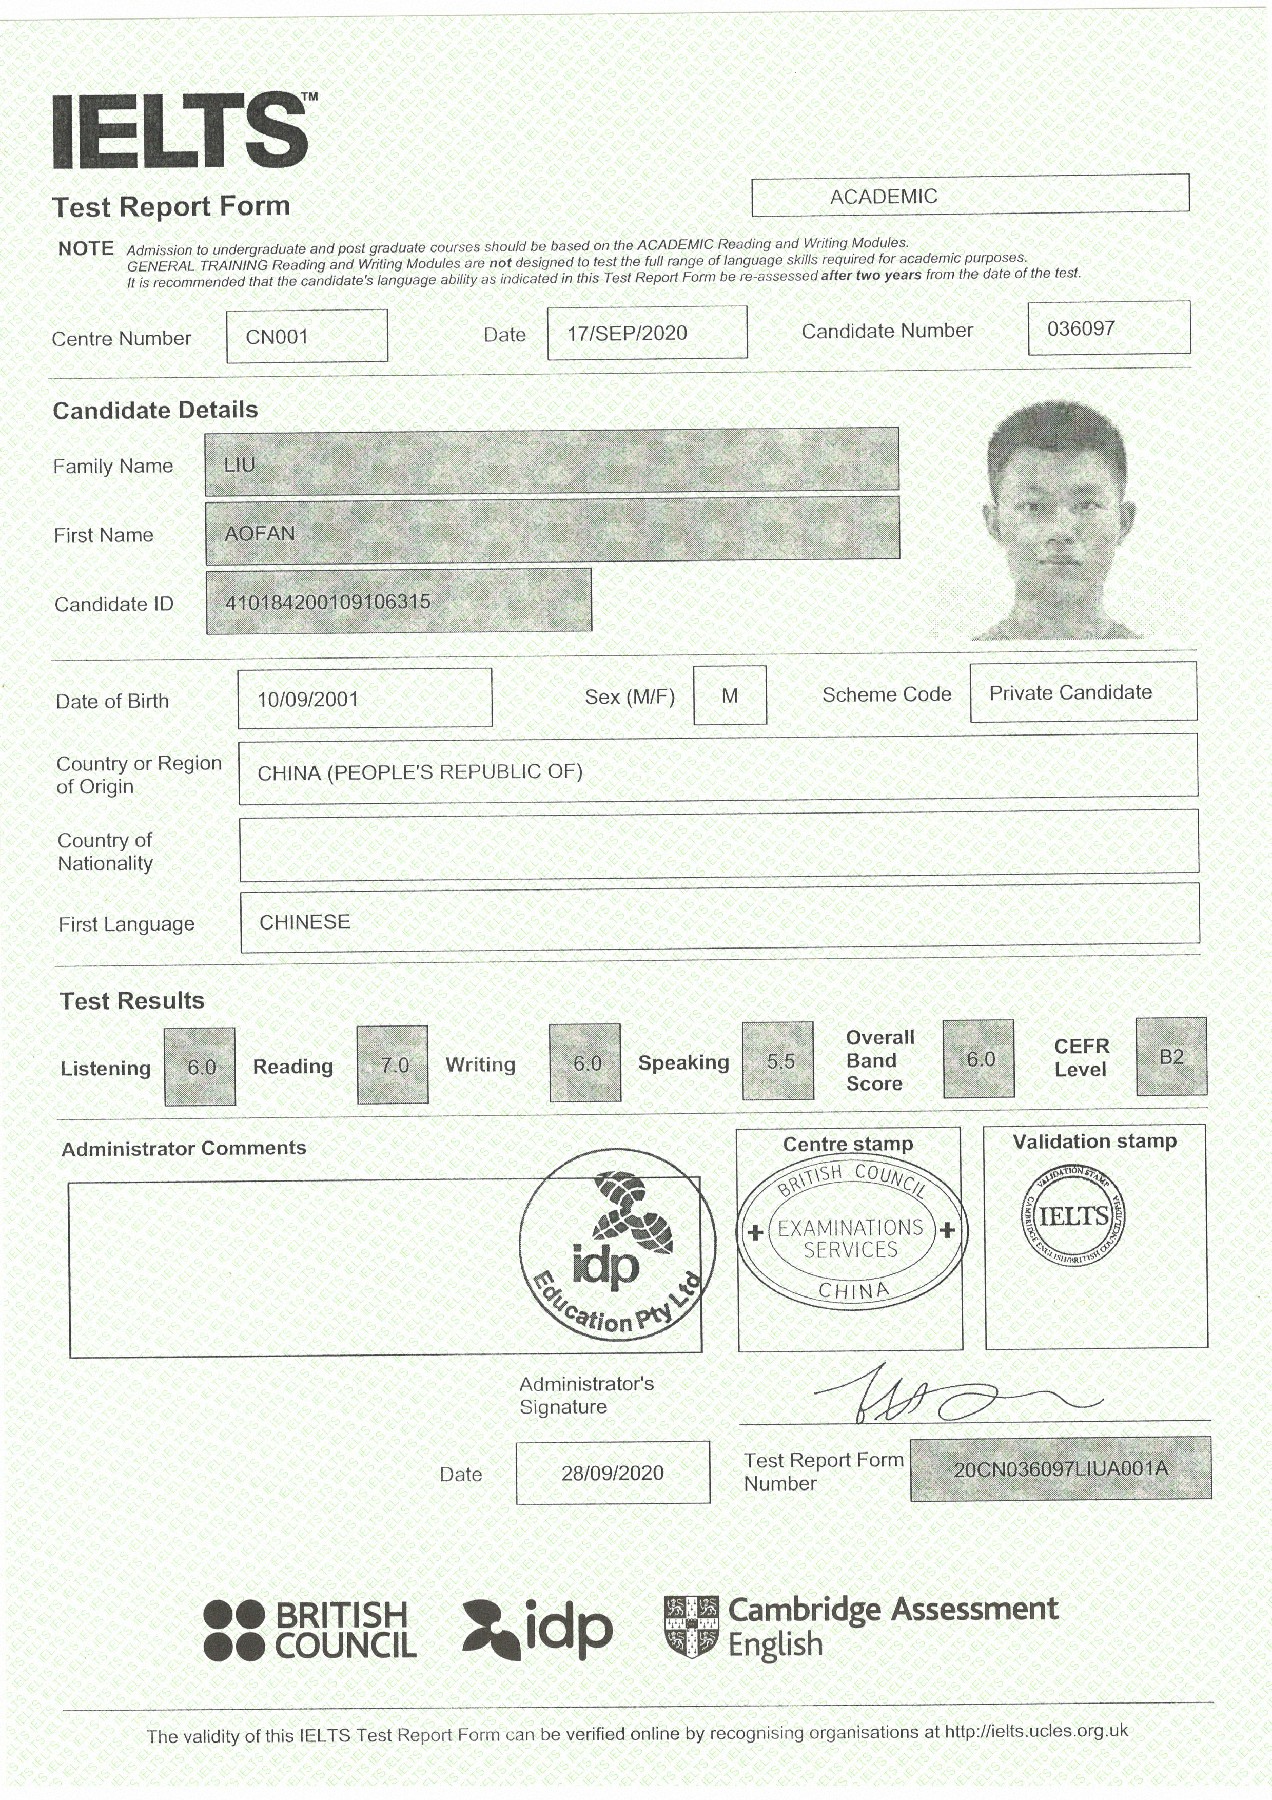 IELTS™
Test Report Form
ACADEMIC
NOTE Admission to undergraduate and post graduate courses should be based on the ACADEMIC Reading and Writing Modules.
GENERAL TRAINING Reading and Writing Modules are not designed to test the full range of language skills required for academic purposes.
It is recommended that the candidate's language ability as indicated in this Test Report Form be re-assessed after two years from the date of the test.
Centre Number CN001 Date 17/SEP/2020 Candidate Number 036097
Candidate Details
Family Name LIU
First Name AOFAN
Candidate ID 410184200109106315
Date of Birth 10/09/2001 Sex (M/F) M Scheme Code Private Candidate
Country or Region
of Origin
CHINA (PEOPLE'S REPUBLIC OF)
Country of
Nationality
First Language CHINESE
Test Results
Listening 6.0 Reading 7.0 Writing 6.0 Speaking 5.5 Overall Band Score 6.0 CEFR Level B2
Administrator Comments
idp
Education Pty Ltd
Centre stamp
BRITISH COUNCIL
EXAMINATIONS
SERVICES
CHINA
Validation stamp
VALIDATION STAMP
IELTS
Administrator's
Signature
Date 28/09/2020
Test Report Form
Number
20CN036097LIUA001A
BRITISH
COUNCIL
idp
Cambridge Assessment
English
The validity of this IELTS Test Report Form can be verified online by recognising organisations at http://ielts.ucles.org.uk